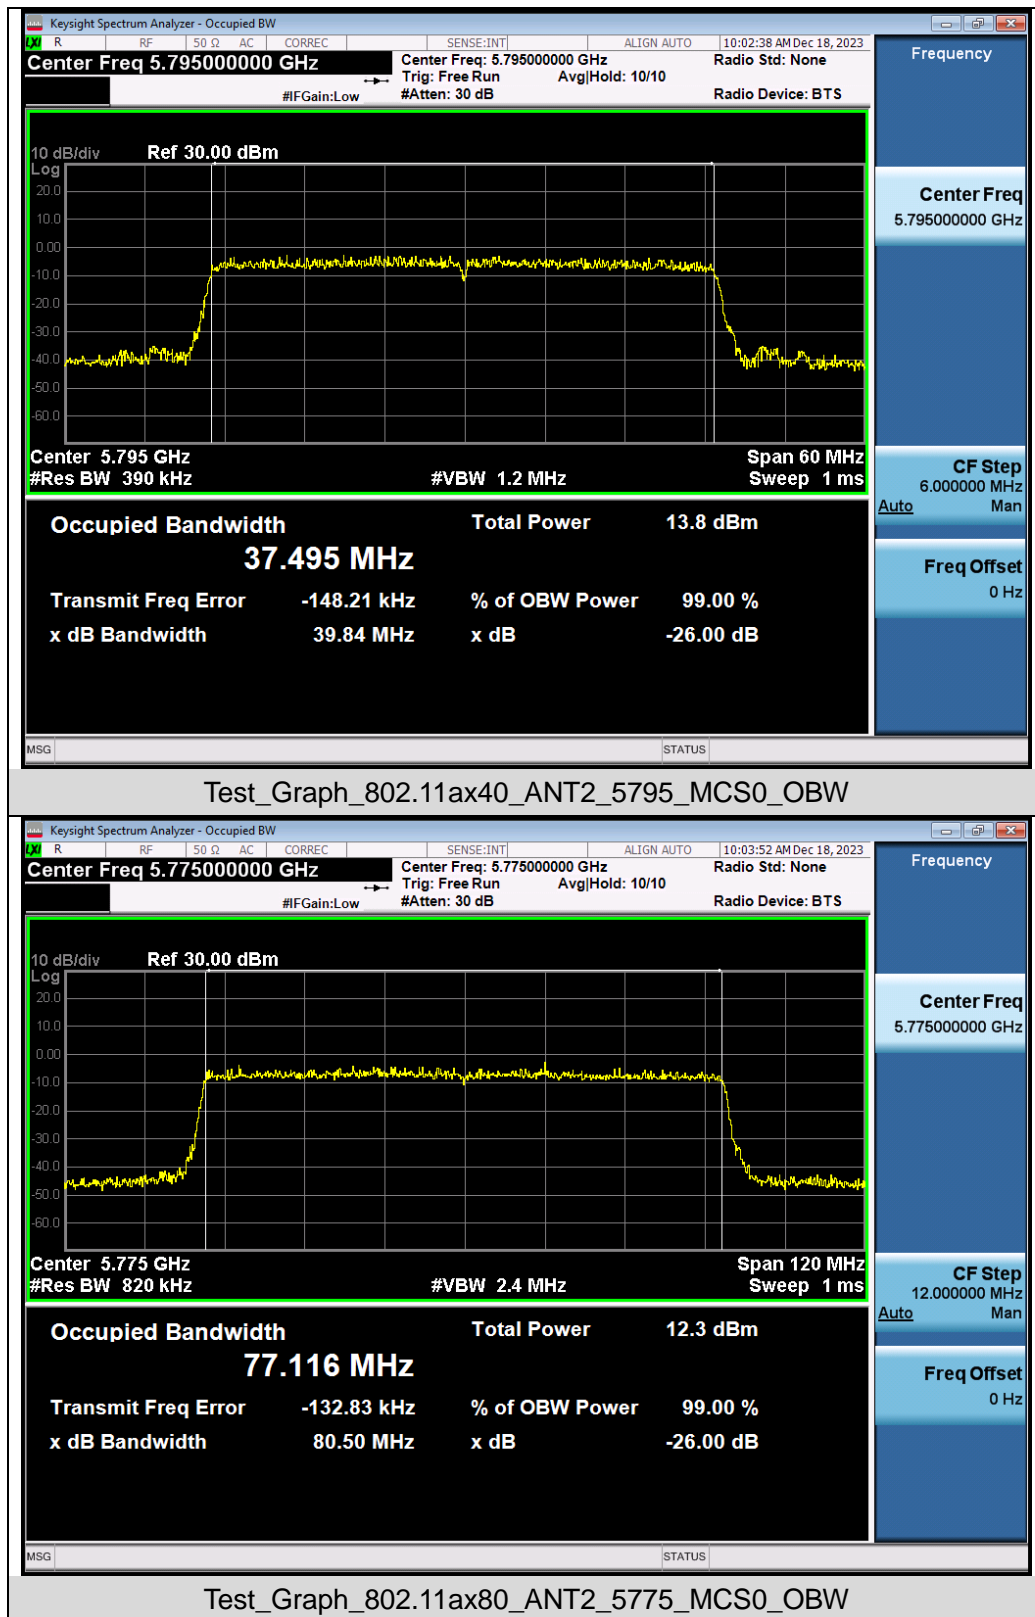 Keysight Spectrum Analyzer - Occupied BW
LXI R RF 50 Ω AC CORREC SENSE:INT ALIGN AUTO 10:02:38 AM Dec 18, 2023
Center Freq 5.795000000 GHz
Center Freq: 5.795000000 GHz Radio Std: None
Trig: Free Run Avg|Hold: 10/10
#IFGain:Low #Atten: 30 dB Radio Device: BTS
Frequency
10 dB/div Ref 30.00 dBm
Log
20.0
10.0
0.00
-10.0
-20.0
-30.0
-40.0
-50.0
-60.0
Center Freq
5.795000000 GHz
Center 5.795 GHz Span 60 MHz
#Res BW 390 kHz #VBW 1.2 MHz Sweep 1 ms
CF Step
6.000000 MHz
Auto Man
Occupied Bandwidth Total Power 13.8 dBm
37.495 MHz
Transmit Freq Error -148.21 kHz % of OBW Power 99.00 %
x dB Bandwidth 39.84 MHz x dB -26.00 dB
Freq Offset
0 Hz
MSG STATUS
Test_Graph_802.11ax40_ANT2_5795_MCS0_OBW
Keysight Spectrum Analyzer - Occupied BW
LXI R RF 50 Ω AC CORREC SENSE:INT ALIGN AUTO 10:03:52 AM Dec 18, 2023
Center Freq 5.775000000 GHz
Center Freq: 5.775000000 GHz Radio Std: None
Trig: Free Run Avg|Hold: 10/10
#IFGain:Low #Atten: 30 dB Radio Device: BTS
Frequency
10 dB/div Ref 30.00 dBm
Log
20.0
10.0
0.00
-10.0
-20.0
-30.0
-40.0
-50.0
-60.0
Center Freq
5.775000000 GHz
Center 5.775 GHz Span 120 MHz
#Res BW 820 kHz #VBW 2.4 MHz Sweep 1 ms
CF Step
12.000000 MHz
Auto Man
Occupied Bandwidth Total Power 12.3 dBm
77.116 MHz
Transmit Freq Error -132.83 kHz % of OBW Power 99.00 %
x dB Bandwidth 80.50 MHz x dB -26.00 dB
Freq Offset
0 Hz
MSG STATUS
Test_Graph_802.11ax80_ANT2_5775_MCS0_OBW